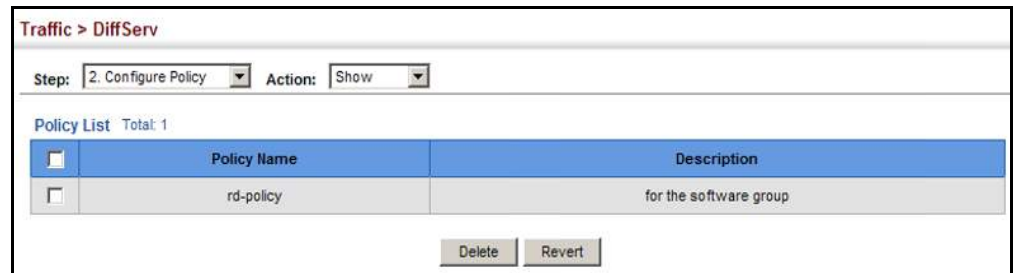 Traffic > DiffServ
Step: 2. Configure Policy Action: Show
Policy List Total: 1
Policy Name Description
rd-policy for the software group
Delete Revert